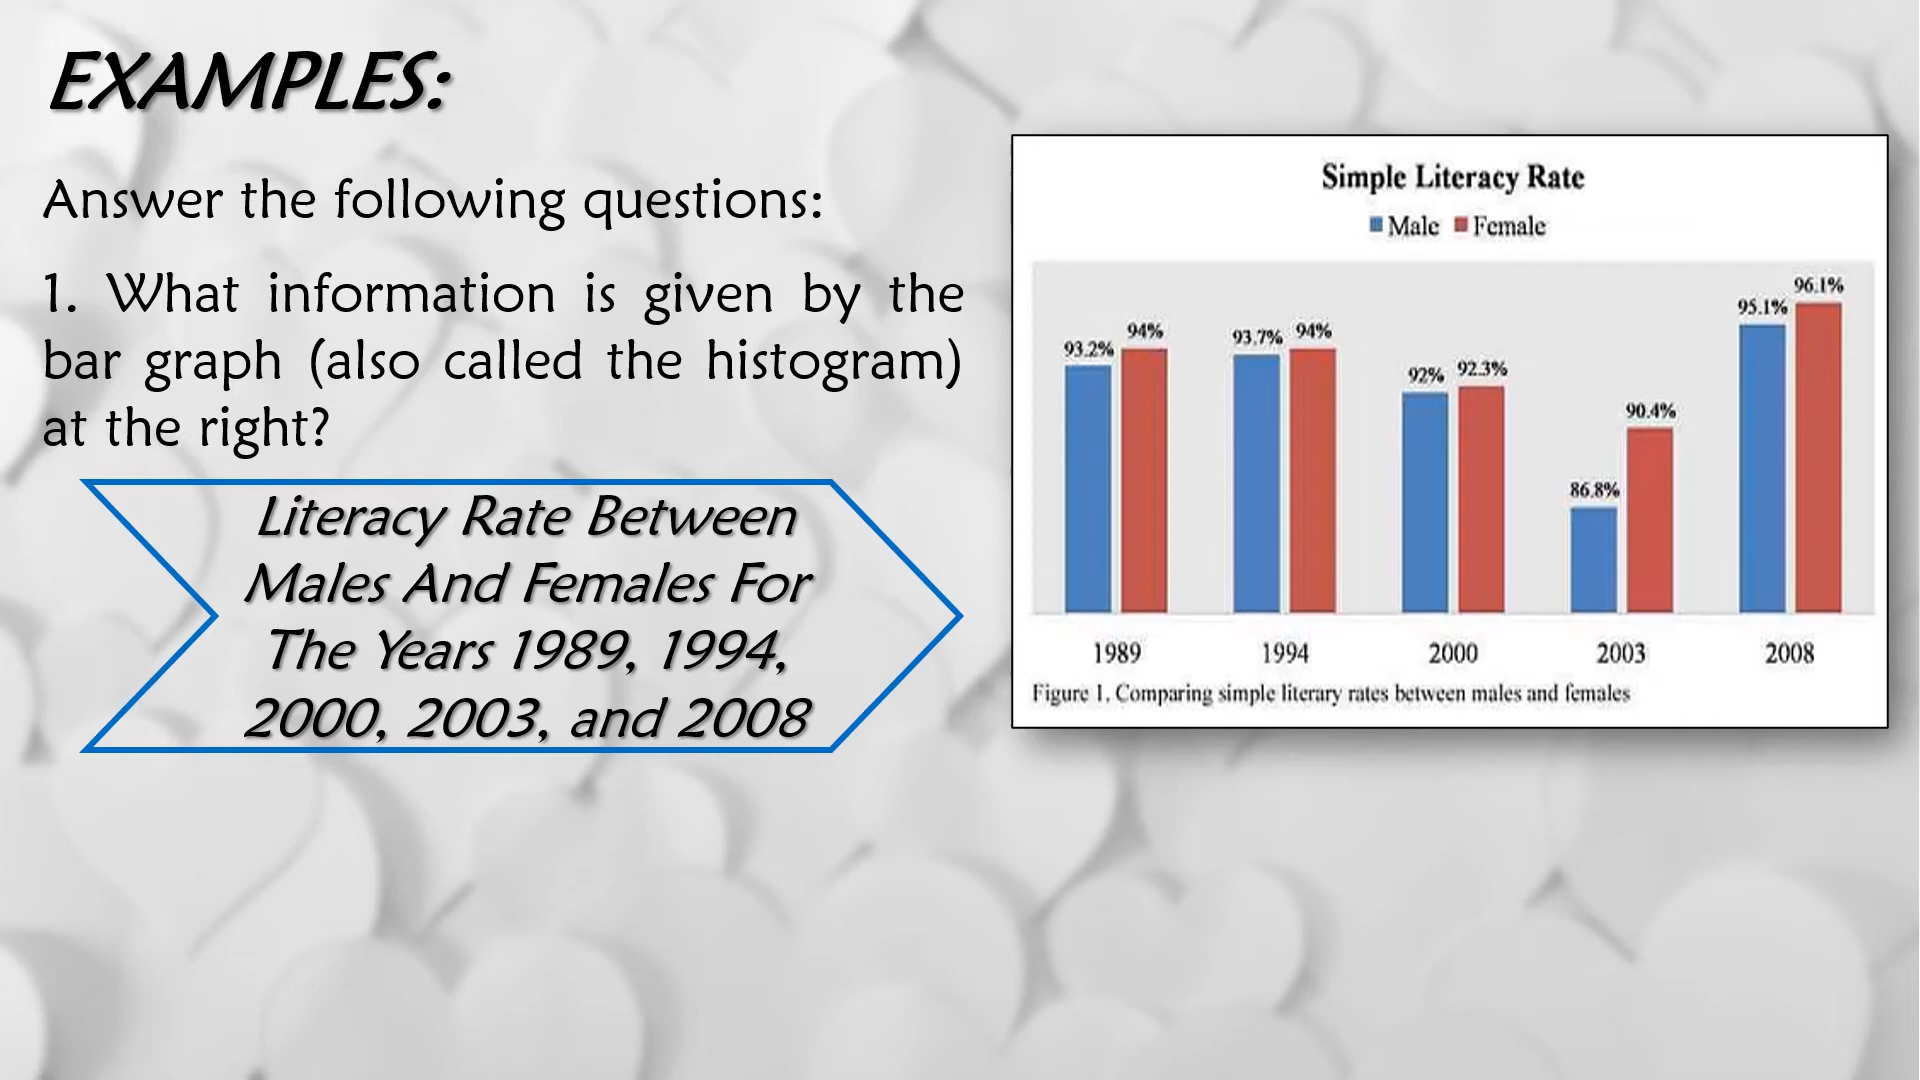 EXAMPLES:
Answer the following questions:
1. What information is given by the
bar graph (also called the histogram)
at the right?
Literacy Rate Between
Males And Females For
The Years 1989, 1994,
2000, 2003, and 2008
Simple Literacy Rate
Male Female
93.2% 94% 93.7% 94% 92% 92.3% 86.8% 90.4% 95.1% 96.1%
1989 1994 2000 2003 2008
Figure 1. Comparing simple literary rates between males and females